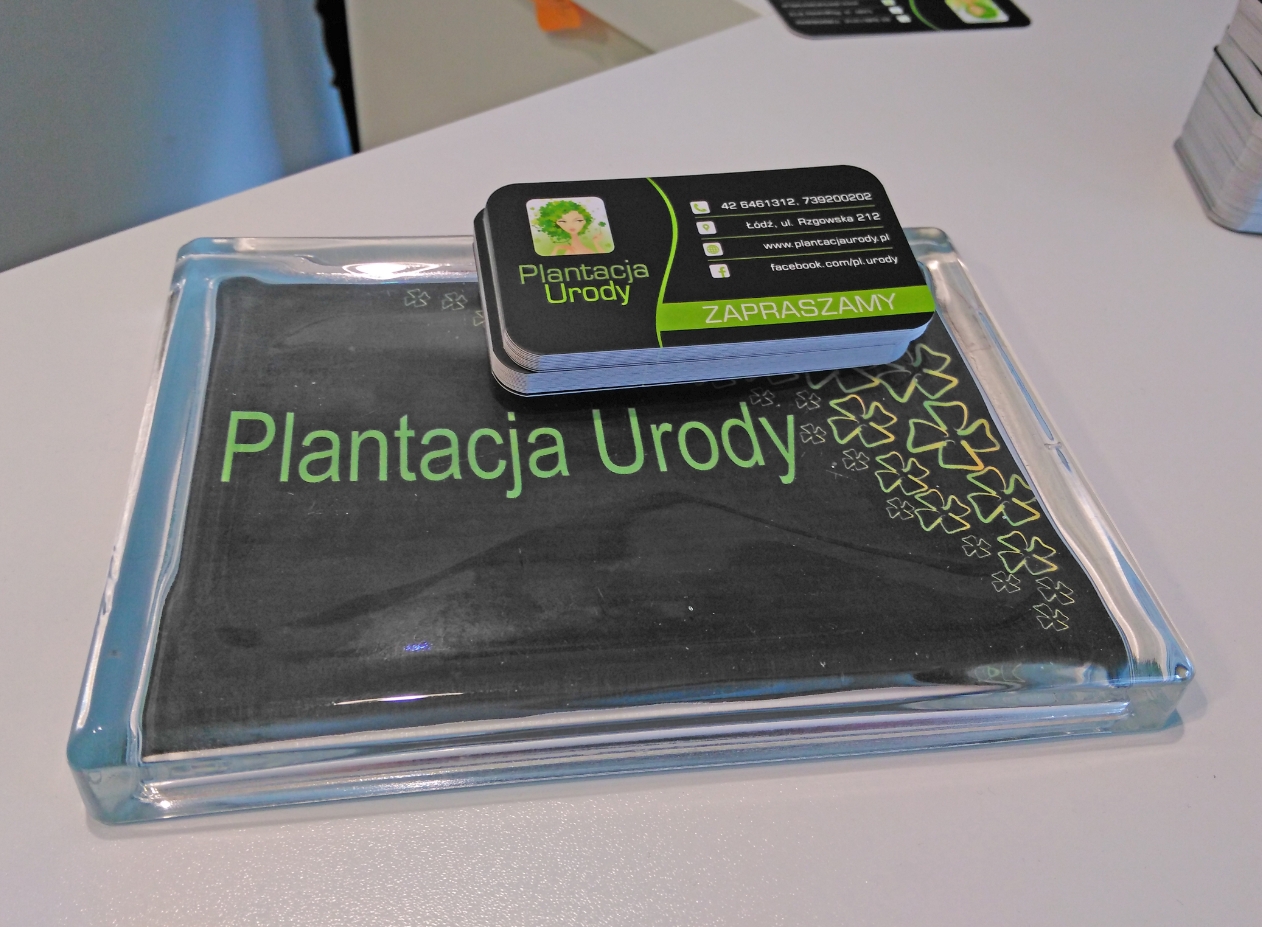 Plantacja
Urody
42 6461312, 739200202
Łódź, ul. Rzgowska 212
www.plantacjaurody.pl
facebook.com/pl.urody
ZAPRASZAMY
Plantacja Urody